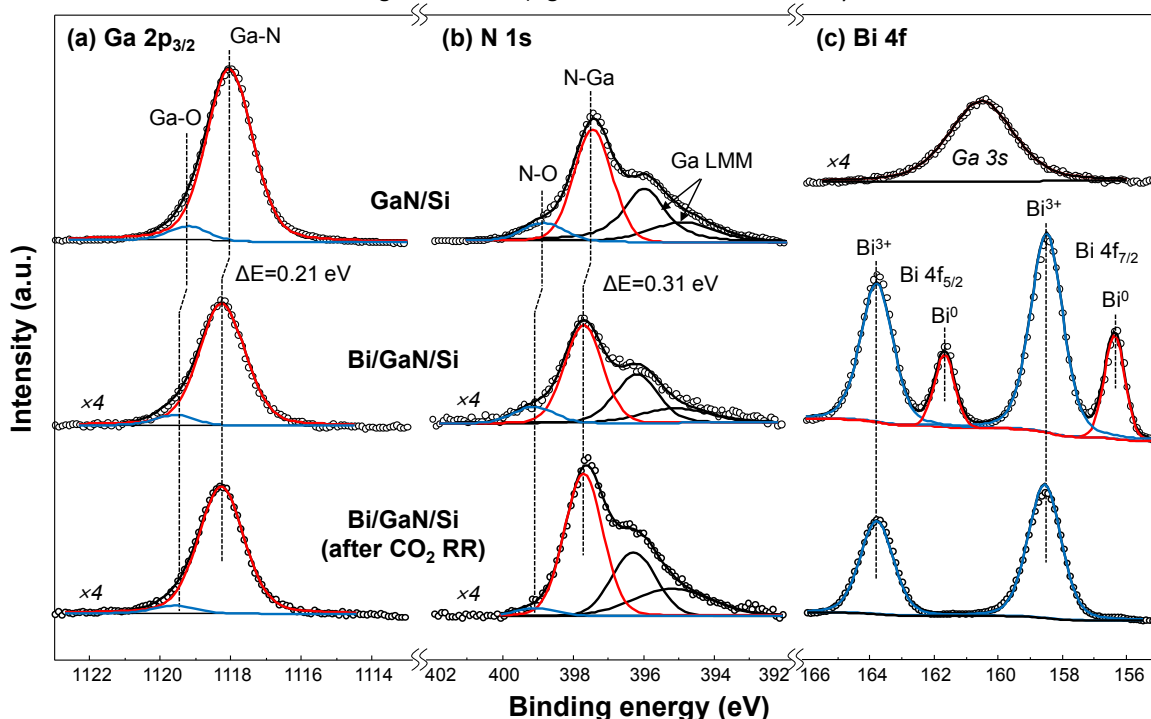 (a) Ga 2p3/2
Ga-N
Ga-O
GaN/Si
ΔE=0.21 eV
Bi/GaN/Si
×4
Bi/GaN/Si
(after CO2 RR)
×4
(b) N 1s
N-Ga
N-O
Ga LMM
ΔE=0.31 eV
×4
×4
(c) Bi 4f
×4
Ga 3s
Bi3+
Bi3+
Bi 4f5/2
Bi 4f7/2
Bi0
Bi0
Intensity (a.u.)
1122 1120 1118 1116 1114
402 400 398 396 394 392
166 164 162 160 158 156
Binding energy (eV)